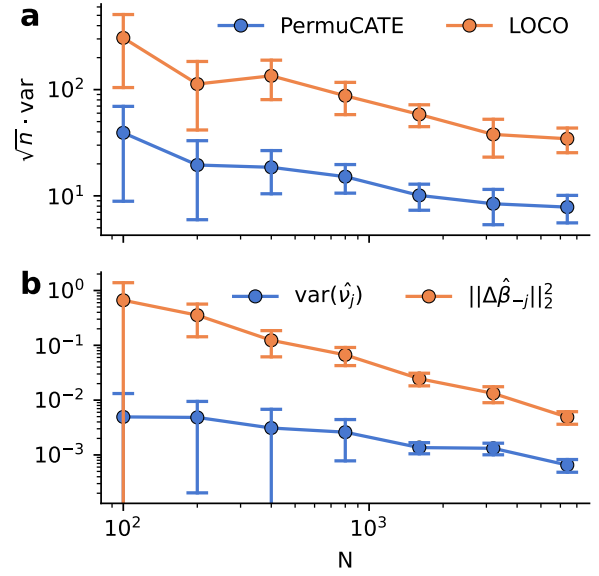 a
PermuCATE LOCO
√n · var
10²
10¹
b
var(ν̂ⱼ) ||Δβ̂₋ⱼ||₂²
10⁰
10⁻¹
10⁻²
10⁻³
10² 10³
N